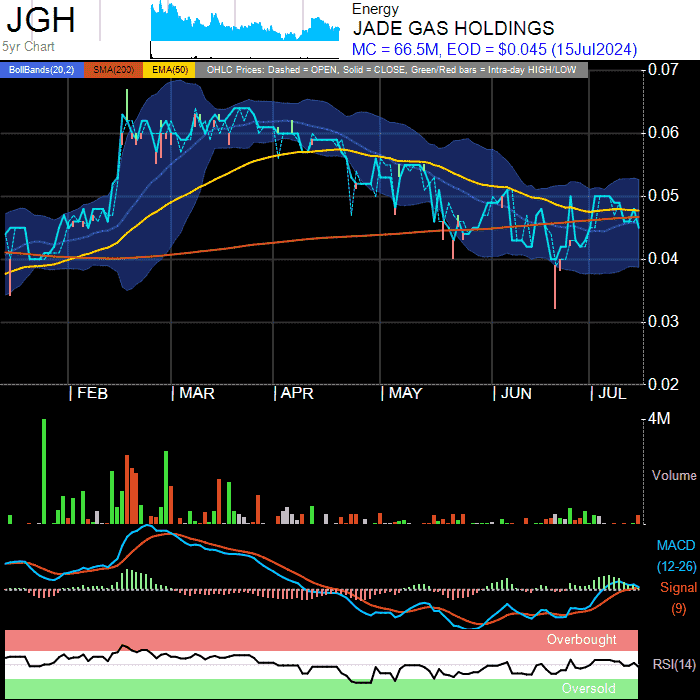 JGH
5yr Chart
Energy
JADE GAS HOLDINGS
MC = 66.5M, EOD = $0.045 (15Jul2024)
BollBands(20,2) SMA(200) EMA(50) OHLC Prices: Dashed = OPEN, Solid = CLOSE, Green/Red bars = Intra-day HIGH/LOW
0.07
0.06
0.05
0.04
0.03
0.02
FEB MAR APR MAY JUN JUL
4M
Volume
MACD
(12-26)
Signal
(9)
Overbought
RSI(14)
Oversold